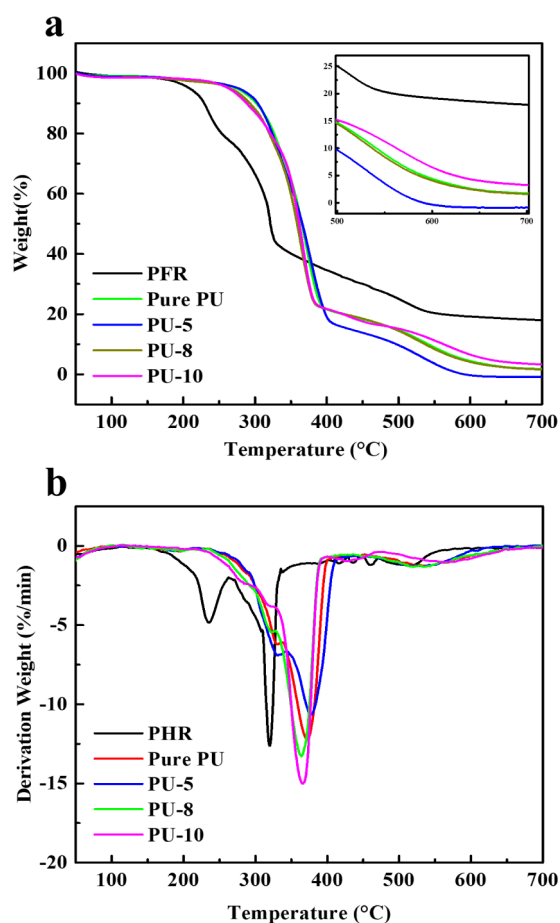 a
100
80
60
40
20
0
Weight(%)
25
20
15
10
5
0
500 600 700
PFR
Pure PU
PU-5
PU-8
PU-10
100 200 300 400 500 600 700
Temperature (°C)
b
0
-5
-10
-15
-20
Derivation Weight (%/min)
PHR
Pure PU
PU-5
PU-8
PU-10
100 200 300 400 500 600 700
Temperature (°C)